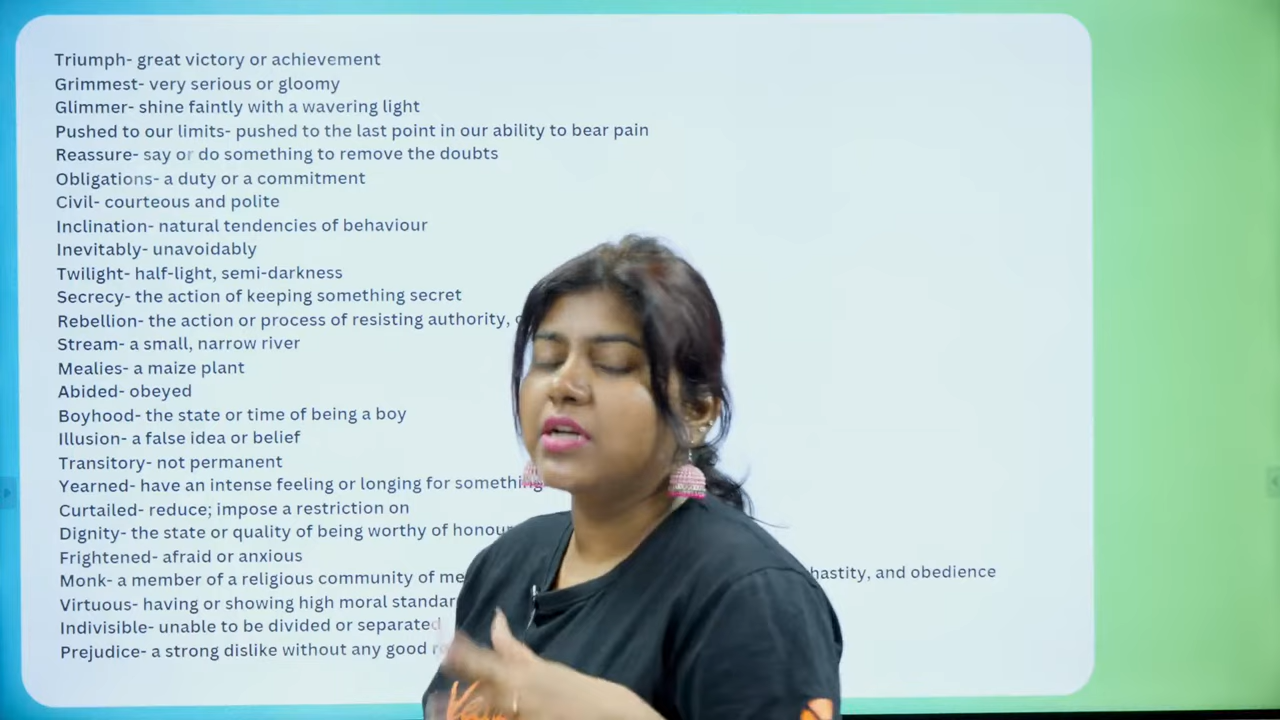 Triumph- great victory or achievement
Grimmest- very serious or gloomy
Glimmer- shine faintly with a wavering light
Pushed to our limits- pushed to the last point in our ability to bear pain
Reassure- say or do something to remove the doubts
Obligations- a duty or a commitment
Civil- courteous and polite
Inclination- natural tendencies of behaviour
Inevitably- unavoidably
Twilight- half-light, semi-darkness
Secrecy- the action of keeping something secret
Rebellion- the action or process of resisting authority,
Stream- a small, narrow river
Mealies- a maize plant
Abided- obeyed
Boyhood- the state or time of being a boy
Illusion- a false idea or belief
Transitory- not permanent
Yearned- have an intense feeling or longing for something
Curtailed- reduce; impose a restriction on
Dignity- the state or quality of being worthy of honour
Frightened- afraid or anxious
Monk- a member of a religious community of and obedience
Virtuous- having or showing high moral
Indivisible- unable to be divided or separated
Prejudice- a strong dislike without any good